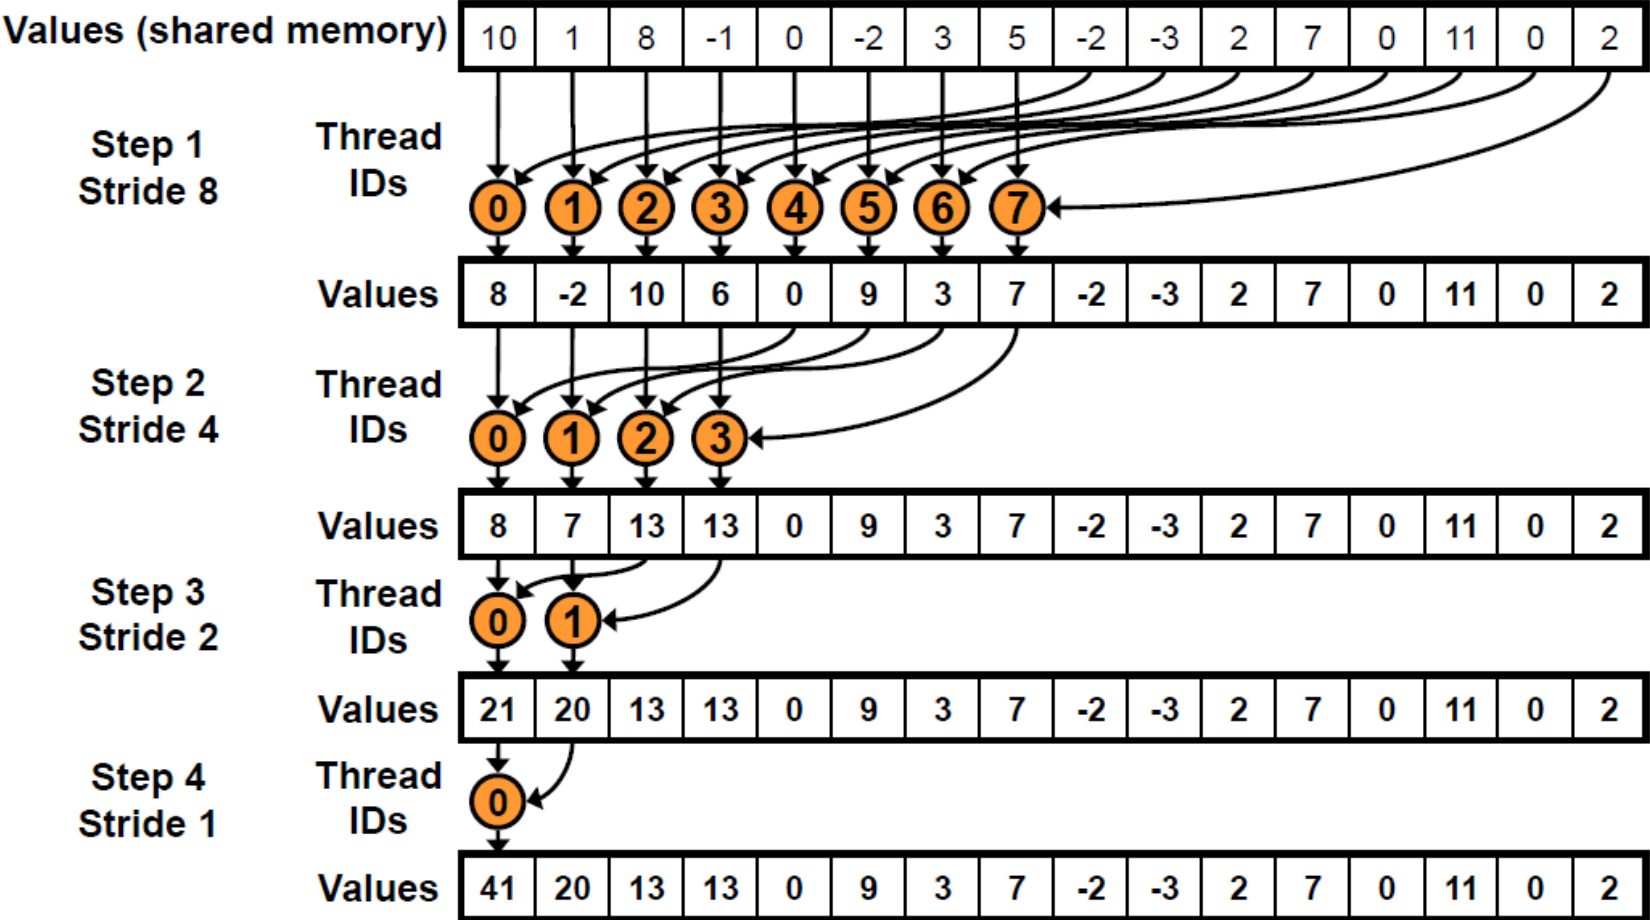 Values (shared memory) 10 1 8 -1 0 -2 3 5 -2 -3 2 7 0 11 0 2
Step 1 Thread
Stride 8 IDs 0 1 2 3 4 5 6 7
Values 8 -2 10 6 0 9 3 7 -2 -3 2 7 0 11 0 2
Step 2 Thread
Stride 4 IDs 0 1 2 3
Values 8 7 13 13 0 9 3 7 -2 -3 2 7 0 11 0 2
Step 3 Thread
Stride 2 IDs 0 1
Values 21 20 13 13 0 9 3 7 -2 -3 2 7 0 11 0 2
Step 4 Thread
Stride 1 IDs 0
Values 41 20 13 13 0 9 3 7 -2 -3 2 7 0 11 0 2